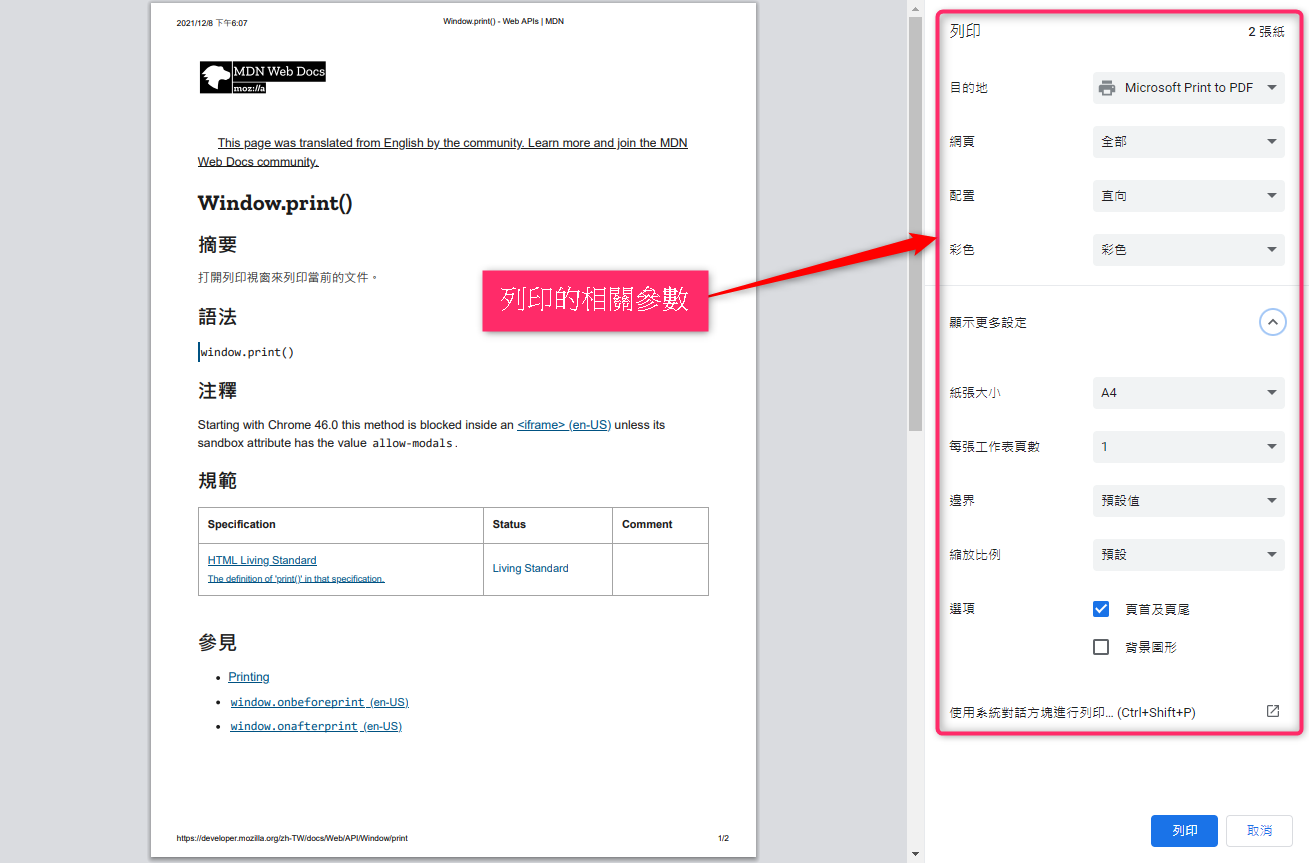 2021/12/8 下午6:07
Window.print() - Web APIs | MDN
MDN Web Docs
moz://a
This page was translated from English by the community. Learn more and join the MDN
Web Docs community.
Window.print()
摘要
打開列印視窗來列印當前的文件。
語法
window.print()
注釋
Starting with Chrome 46.0 this method is blocked inside an <iframe> (en-US) unless its
sandbox attribute has the value allow-modals.
規範
Specification Status Comment
HTML Living Standard
The definition of 'print()' in that specification.
Living Standard
參見
Printing
window.onbeforeprint (en-US)
window.onafterprint (en-US)
https://developer.mozilla.org/zh-TW/docs/Web/API/Window/print
1/2
列印的相關參數
列印 2 張紙
目的地 Microsoft Print to PDF
網頁 全部
配置 直向
彩色 彩色
顯示更多設定
紙張大小 A4
每張工作表頁數 1
邊界 預設值
縮放比例 預設
選項 頁首及頁尾
背景圖形
使用系統對話方塊進行列印... (Ctrl+Shift+P)
列印 取消